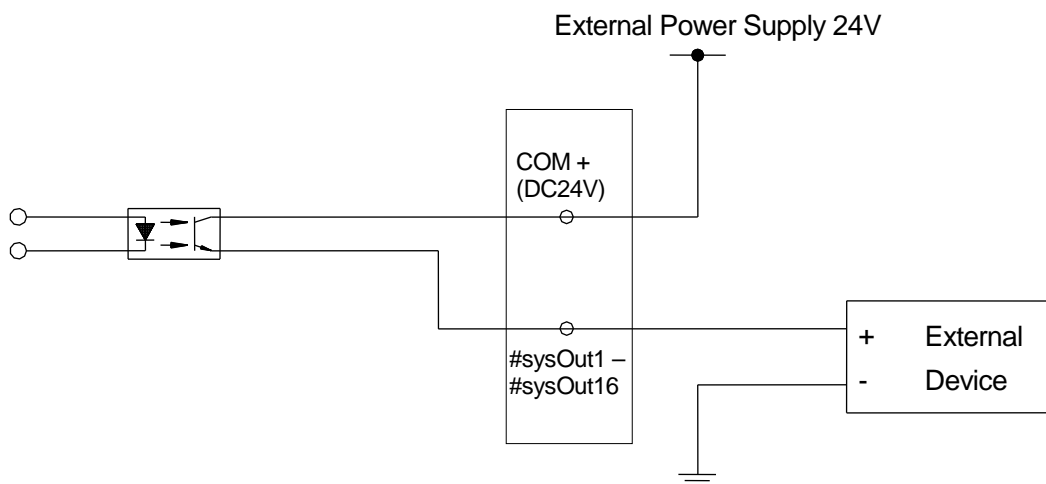 External Power Supply 24V
COM +
(DC24V)
#sysOut1 –
#sysOut16
+ External
- Device